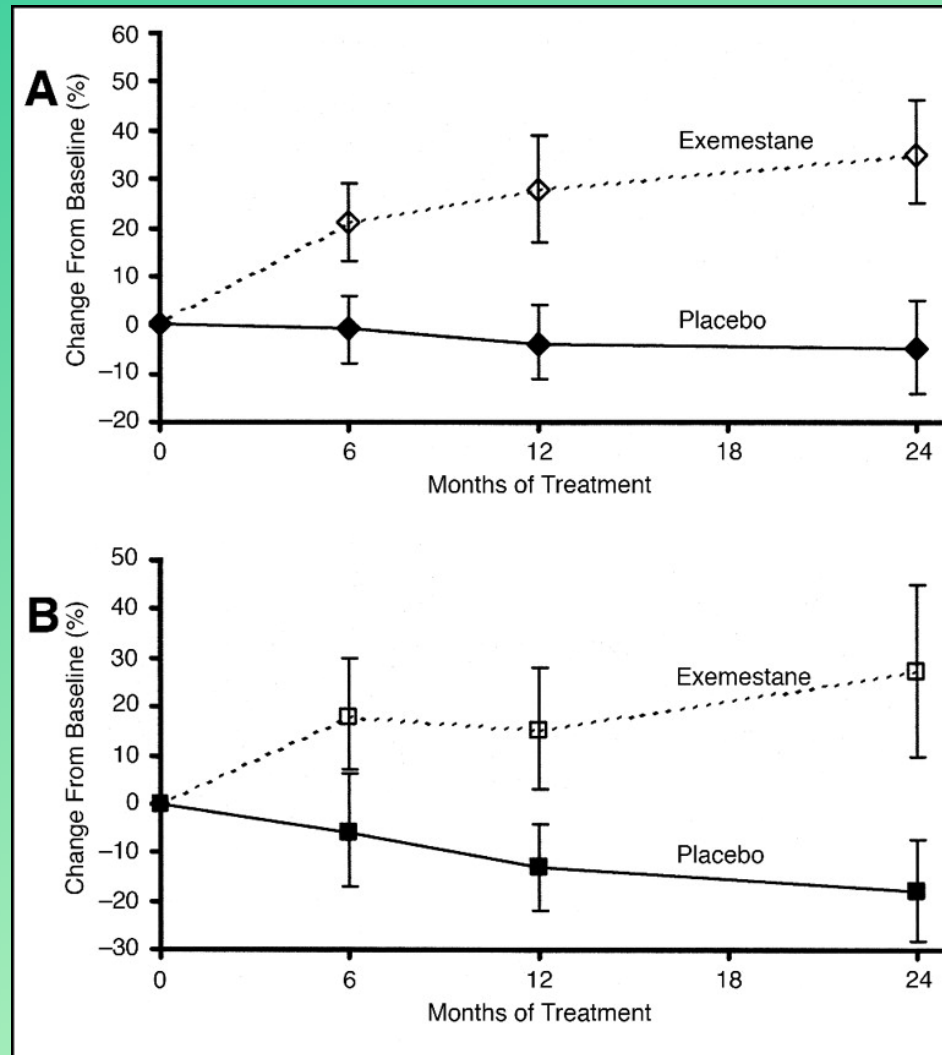 A
Change From Baseline (%)
60
50
40
30
20
10
0
–10
–20
Exemestane
Placebo
0 6 12 18 24
Months of Treatment
B
Change From Baseline (%)
50
40
30
20
10
0
–10
–20
–30
Exemestane
Placebo
0 6 12 18 24
Months of Treatment